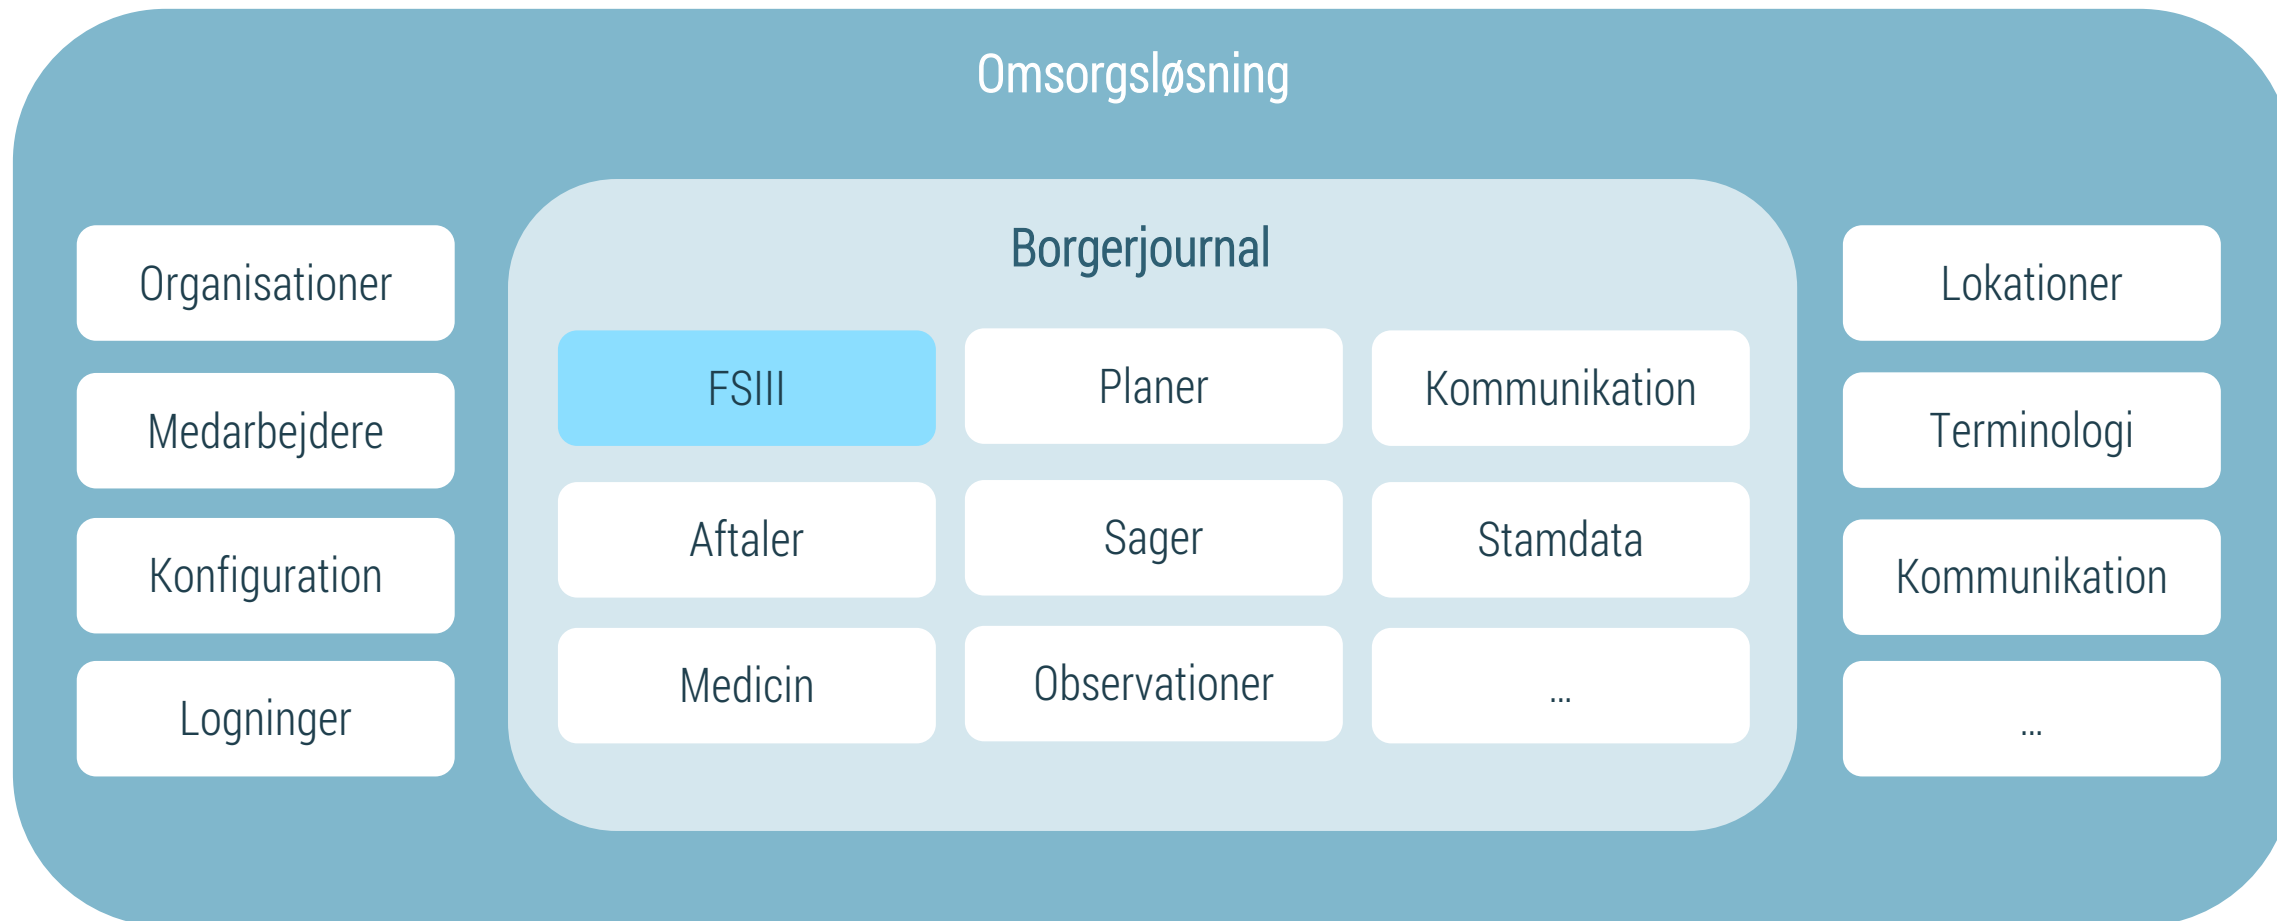 Omsorgsløsning
Organisationer
Medarbejdere
Konfiguration
Logninger
Borgerjournal
FSIII
Planer
Kommunikation
Aftaler
Sager
Stamdata
Medicin
Observationer
...
Lokationer
Terminologi
Kommunikation
...